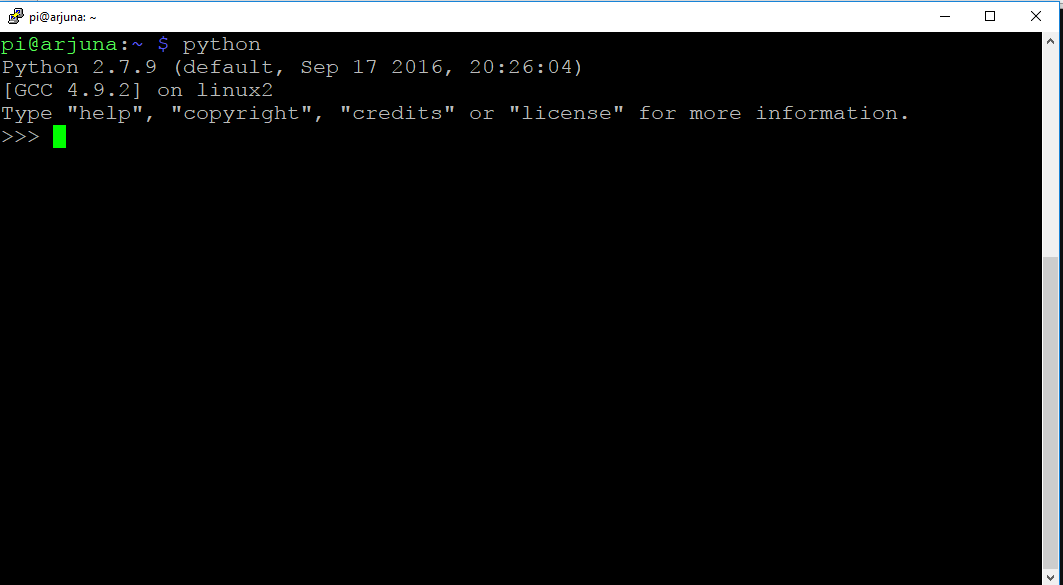 pi@arjuna: ~
pi@arjuna:~ $ python
Python 2.7.9 (default, Sep 17 2016, 20:26:04)
[GCC 4.9.2] on linux2
Type "help", "copyright", "credits" or "license" for more information.
>>>